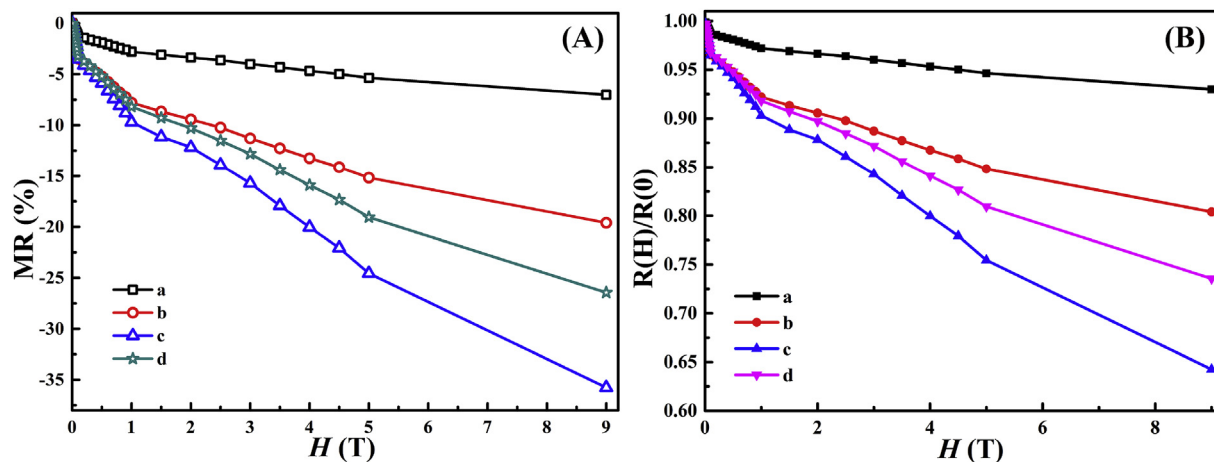 (A)
MR (%)
0
-5
-10
-15
-20
-25
-30
-35
a
b
c
d
0 1 2 3 4 5 6 7 8 9
H (T)
(B)
R(H)/R(0)
1.00
0.95
0.90
0.85
0.80
0.75
0.70
0.65
0.60
a
b
c
d
0 2 4 6 8
H (T)